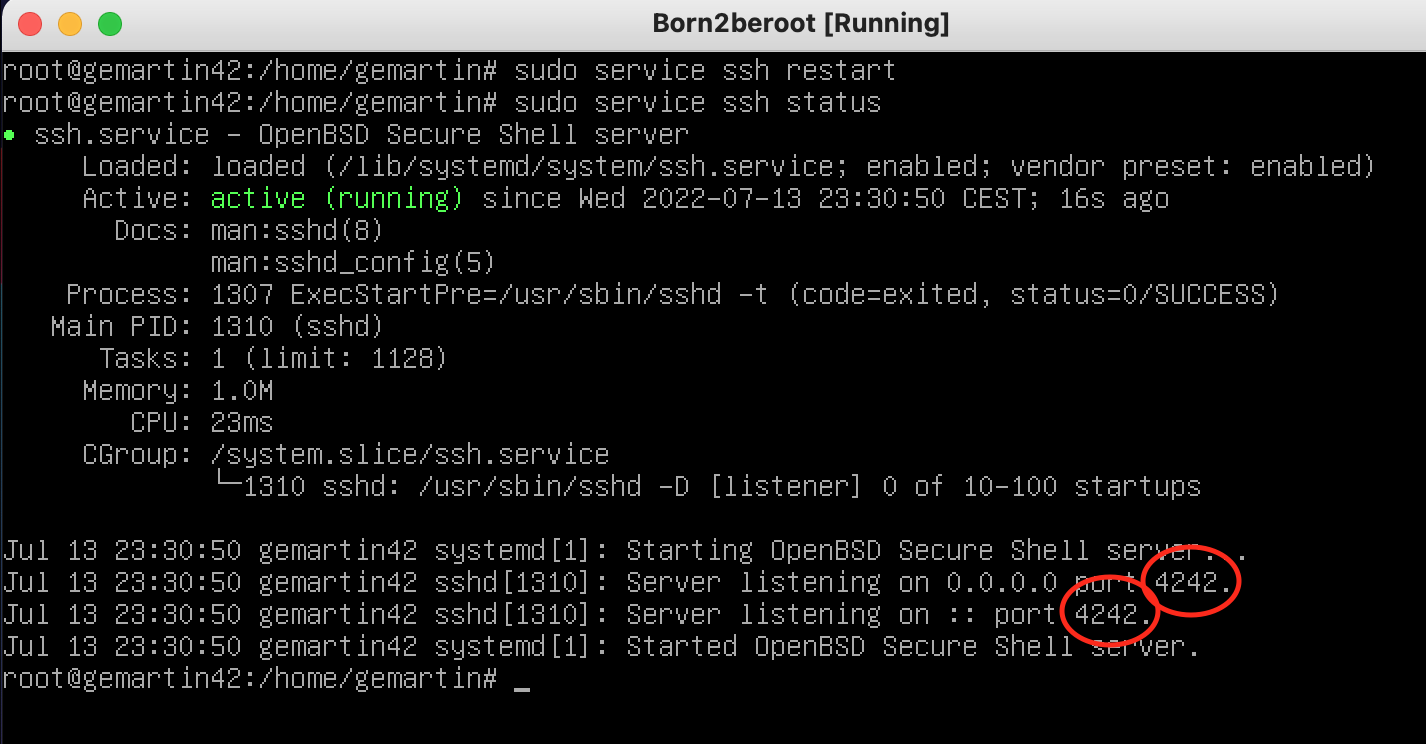 Born2beroot [Running]
root@gemartin42:/home/gemartin# sudo service ssh restart
root@gemartin42:/home/gemartin# sudo service ssh status
● ssh.service - OpenBSD Secure Shell server
Loaded: loaded (/lib/systemd/system/ssh.service; enabled; vendor preset: enabled)
Active: active (running) since Wed 2022-07-13 23:30:50 CEST; 16s ago
Docs: man:sshd(8)
man:sshd_config(5)
Process: 1307 ExecStartPre=/usr/sbin/sshd -t (code=exited, status=0/SUCCESS)
Main PID: 1310 (sshd)
Tasks: 1 (limit: 1128)
Memory: 1.0M
CPU: 23ms
CGroup: /system.slice/ssh.service
└─1310 sshd: /usr/sbin/sshd -D [listener] 0 of 10-100 startups
Jul 13 23:30:50 gemartin42 systemd[1]: Starting OpenBSD Secure Shell server...
Jul 13 23:30:50 gemartin42 sshd[1310]: Server listening on 0.0.0.0 port 4242.
Jul 13 23:30:50 gemartin42 sshd[1310]: Server listening on :: port 4242.
Jul 13 23:30:50 gemartin42 systemd[1]: Started OpenBSD Secure Shell server.
root@gemartin42:/home/gemartin# _